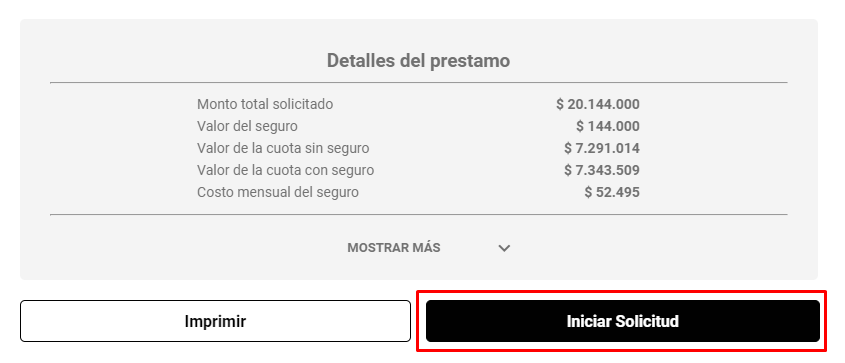 Detalles del prestamo
Monto total solicitado $ 20.144.000
Valor del seguro $ 144.000
Valor de la cuota sin seguro $ 7.291.014
Valor de la cuota con seguro $ 7.343.509
Costo mensual del seguro $ 52.495
MOSTRAR MÁS
Imprimir Iniciar Solicitud